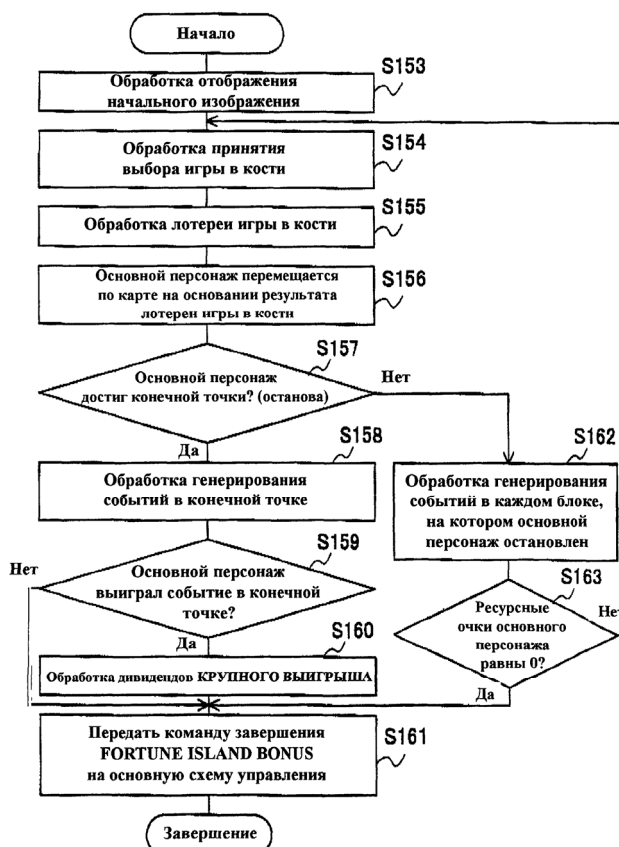 Начало
S153
Обработка отображения
начального изображения
S154
Обработка принятия
выбора игры в кости
S155
Обработка лотереи игры в кости
S156
Основной персонаж перемещается
по карте на основании результата
лотереи игры в кости
S157
Основной персонаж
достиг конечной точки? (останова)
Нет
Да
S158
Обработка генерирования
событий в конечной точке
S162
Обработка генерирования
событий в каждом блоке,
на котором основной
персонаж остановлен
S159
Нет
Основной персонаж
выиграл событие в конечной
точке?
Да
S163
Ресурсные
очки основного
персонажа
равны 0?
Нет
Да
S160
Обработка дивидендов КРУПНОГО ВЫИГРЫША
S161
Передать команду завершения
FORTUNE ISLAND BONUS
на основную схему управления
Завершение